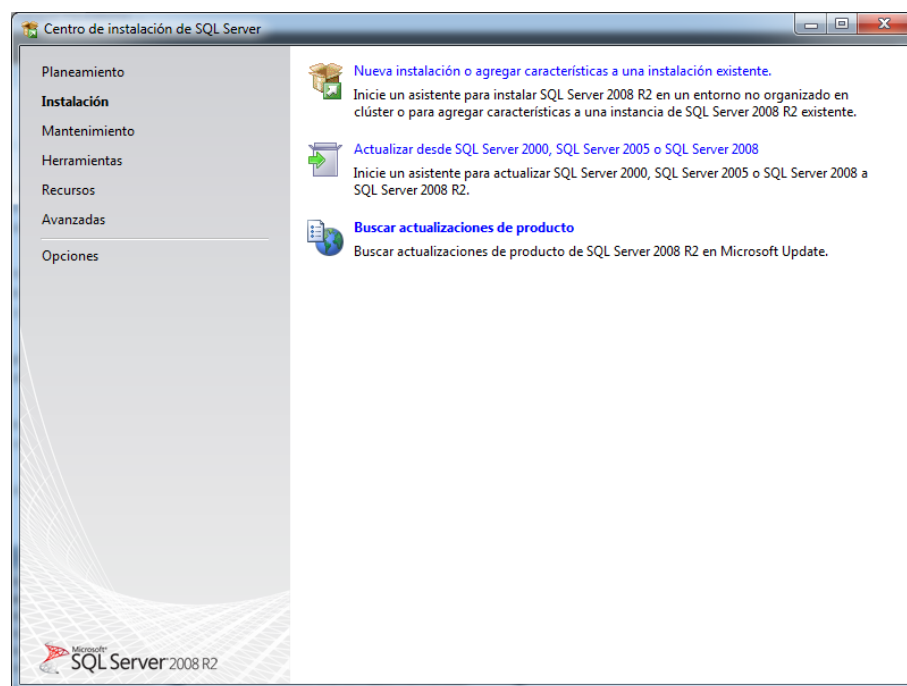 Centro de instalación de SQL Server
Planeamiento
Instalación
Mantenimiento
Herramientas
Recursos
Avanzadas
Opciones
Nueva instalación o agregar características a una instalación existente.
Inicie un asistente para instalar SQL Server 2008 R2 en un entorno no organizado en
clúster o para agregar características a una instancia de SQL Server 2008 R2 existente.
Actualizar desde SQL Server 2000, SQL Server 2005 o SQL Server 2008
Inicie un asistente para actualizar SQL Server 2000, SQL Server 2005 o SQL Server 2008 a
SQL Server 2008 R2.
Buscar actualizaciones de producto
Buscar actualizaciones de producto de SQL Server 2008 R2 en Microsoft Update.
Microsoft®
SQL Server 2008 R2